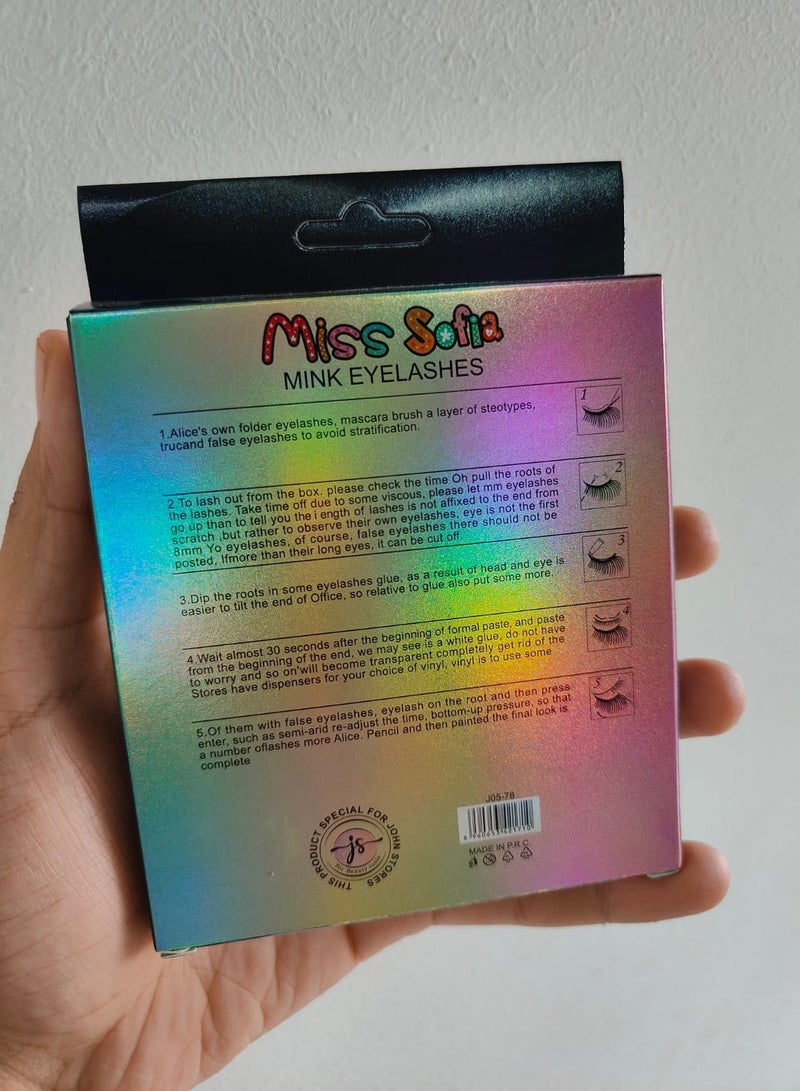 Miss Sofia
MINK EYELASHES
1.Alice's own folder eyelashes, mascara brush a layer of steotypes,
trucand false eyelashes to avoid stratification.
1
2.To lash out from the box. please check the time Oh pull the roots of
the lashes. Take time off due to some viscous, please let mm eyelashes
go up than to tell you the i ength of lashes is not affixed to the end from
scratch ,but rather to observe their own eyelashes, eye is not the first
8mm Yo eyelashes, of course, false eyelashes there should not be
posted, Ifmore than their long eyes, it can be cut off
2
3.Dip the roots in some eyelashes glue, as a result of head and eye is
easier to tilt the end of Office, so relative to glue also put some more.
3
4.Wait almost 30 seconds after the beginning of formal paste, and paste
from the beginning of the end, we may see is a white glue, do not have
to worry and so on'will become transparent completely get rid of the
Stores have dispensers for your choice of vinyl, vinyl is to use some
4
5.Of them with false eyelashes, eyelash on the root and then press
enter, such as semi-arid re-adjust the time, bottom-up pressure, so that
a number oflashes more Alice. Pencil and then painted the final look is
complete
5
THIS PRODUCT SPECIAL FOR JOHN STORES
js
For Beauty
J05-78
MADE IN P.R.C.